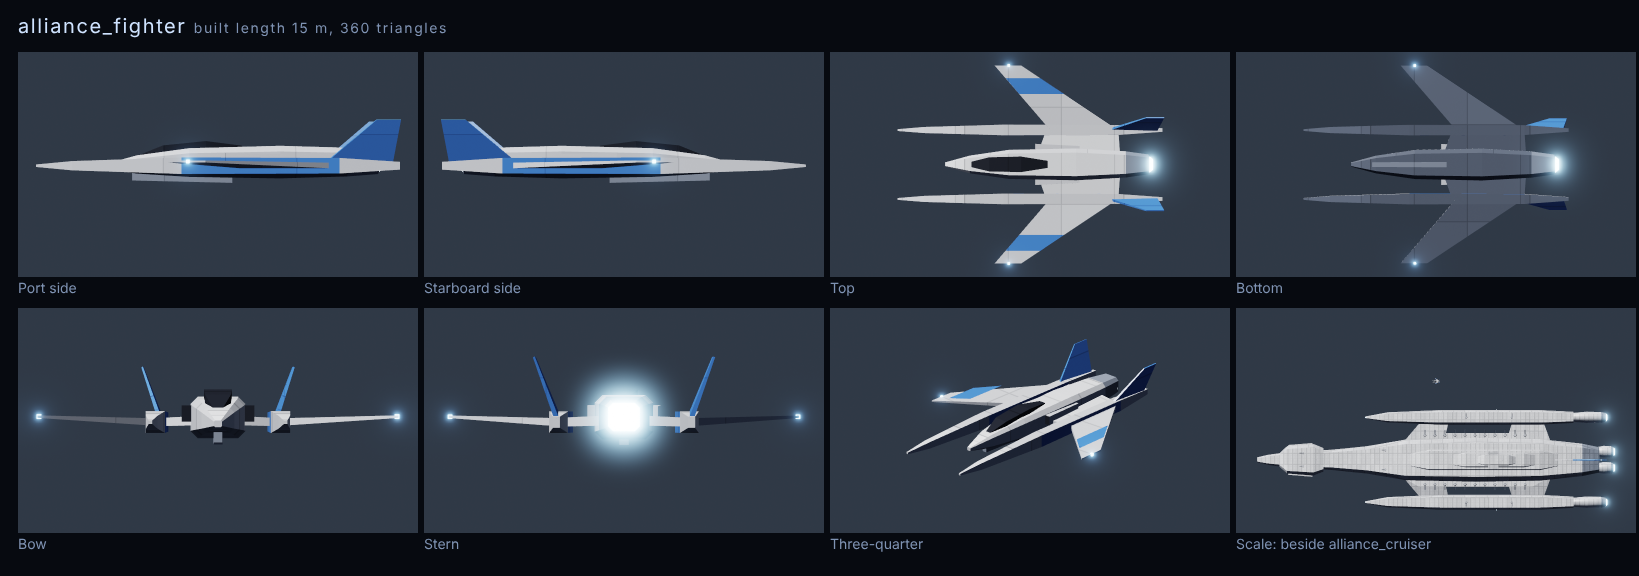 alliance_fighter built length 15 m, 360 triangles
Port side
Starboard side
Top
Bottom
Bow
Stern
Three-quarter
Scale: beside alliance_cruiser